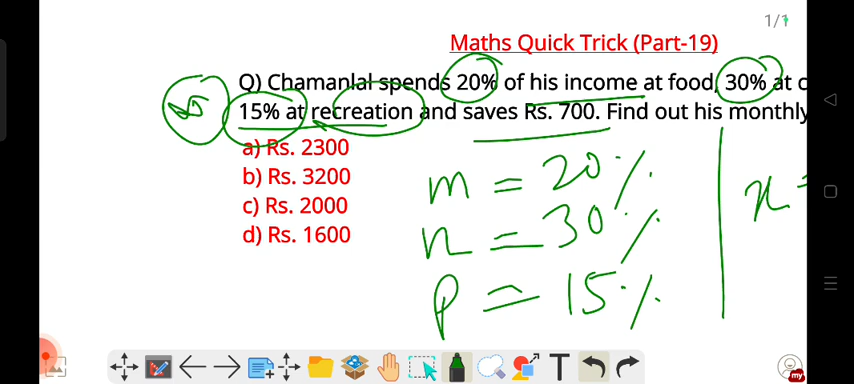 1/1
Maths Quick Trick (Part-19)
Q) Chamanlal spends 20% of his income at food, 30% at
15% at recreation and saves Rs. 700. Find out his monthly
a) Rs. 2300
b) Rs. 3200
c) Rs. 2000
d) Rs. 1600
m = 20%
n = 30%
p = 15%
x =
T
my